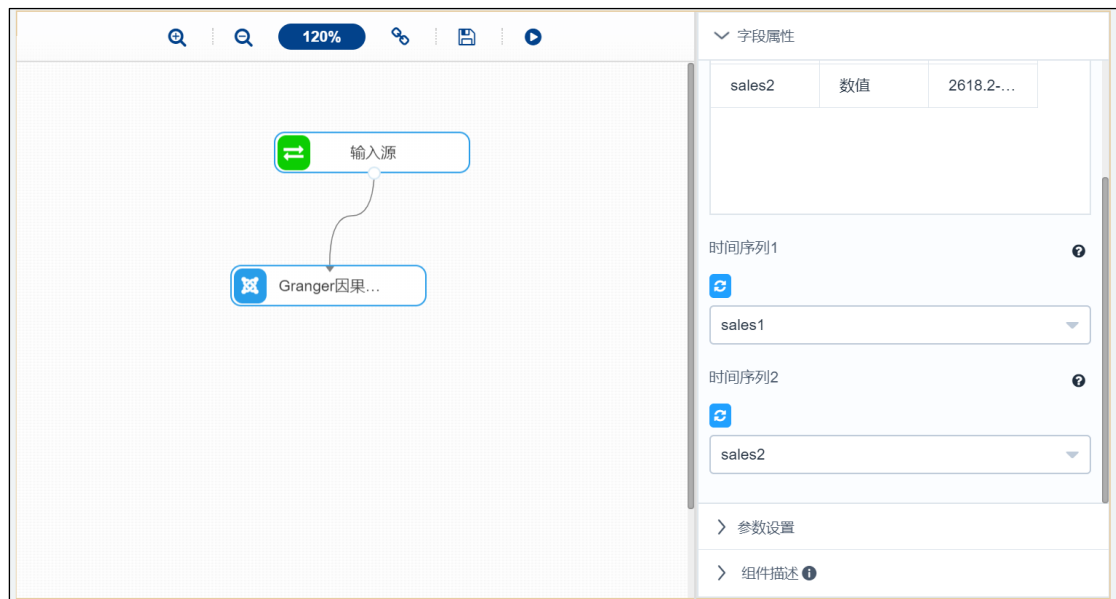 120%
输入源
Granger因果...
字段属性
sales2 数值 2618.2-...
时间序列1
sales1
时间序列2
sales2
参数设置
组件描述